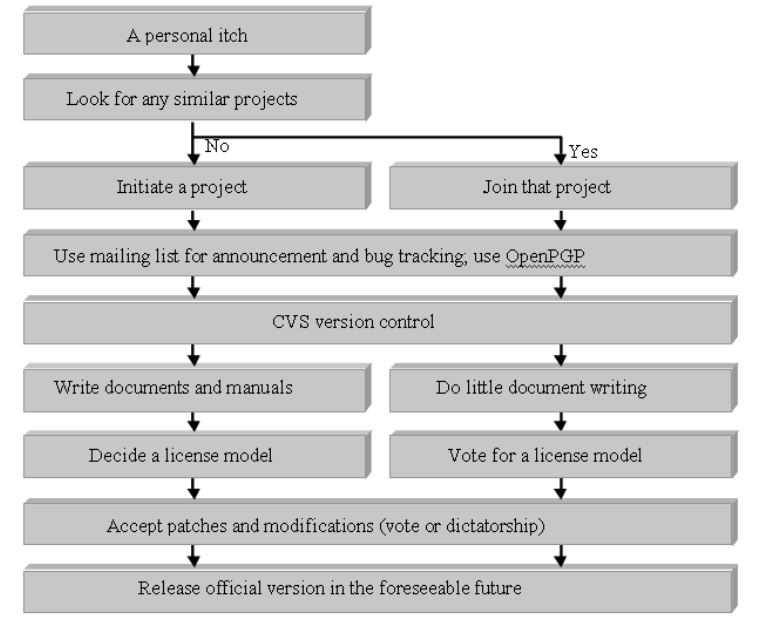 A personal itch
Look for any similar projects
No
Yes
Initiate a project
Join that project
Use mailing list for announcement and bug tracking; use OpenPGP
CVS version control
Write documents and manuals
Do little document writing
Decide a license model
Vote for a license model
Accept patches and modifications (vote or dictatorship)
Release official version in the foreseeable future